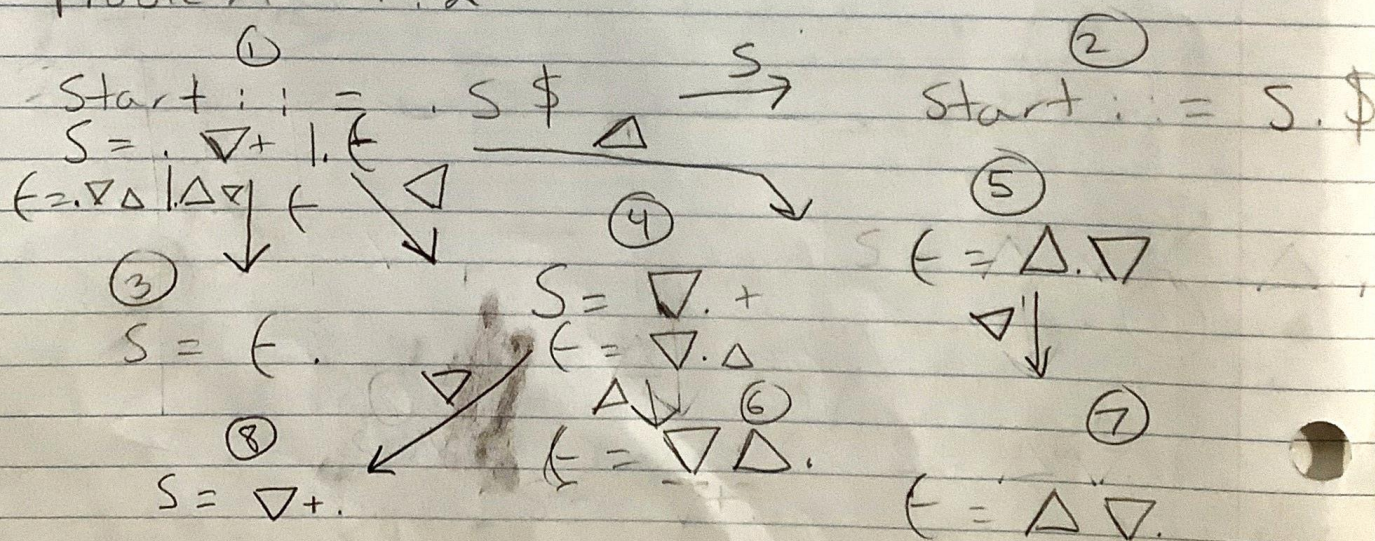 ①
Start :: = . S $
S
②
Start :: = S . $
S = . ▽+ | . E
△
E = . ▽△ | . △▽
E
◁
④
⑤
③
S = ▽ . +
E = △ . ▽
S = E .
E = ▽ . △
▽
▽
△
⑥
⑧
E = ▽△ .
⑦
S = ▽+ .
E = △▽ .